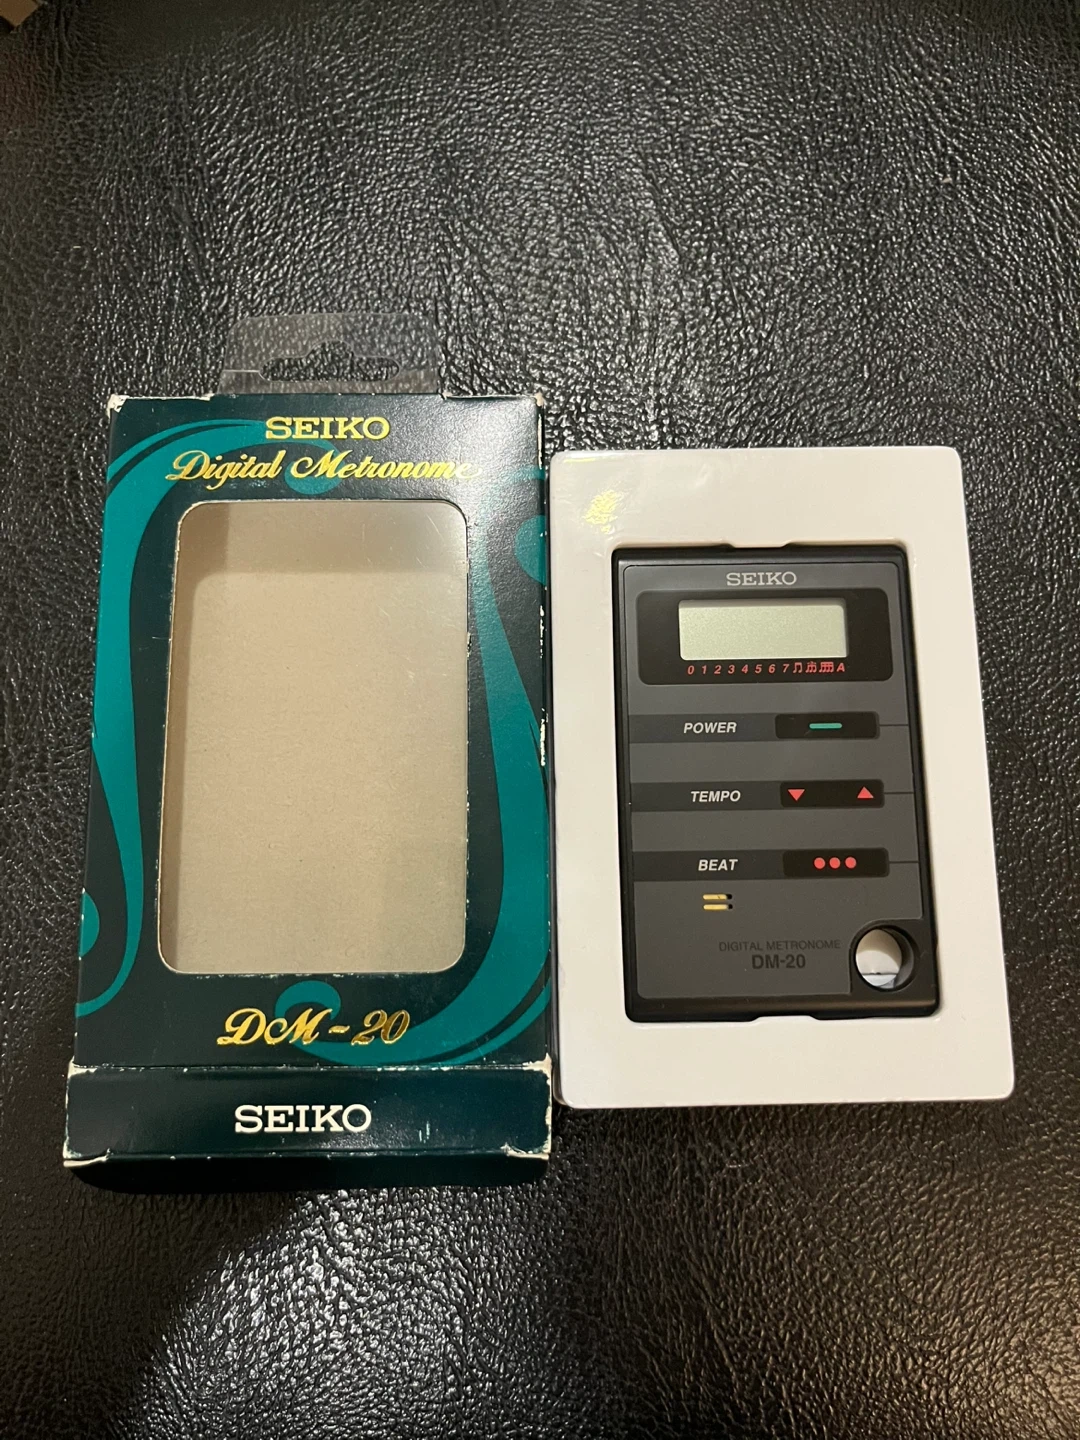 SEIKO
Digital Metronome
DM-20
SEIKO
SEIKO
0 1 2 3 4 5 6 7 A
POWER
TEMPO
BEAT
DIGITAL METRONOME
DM-20